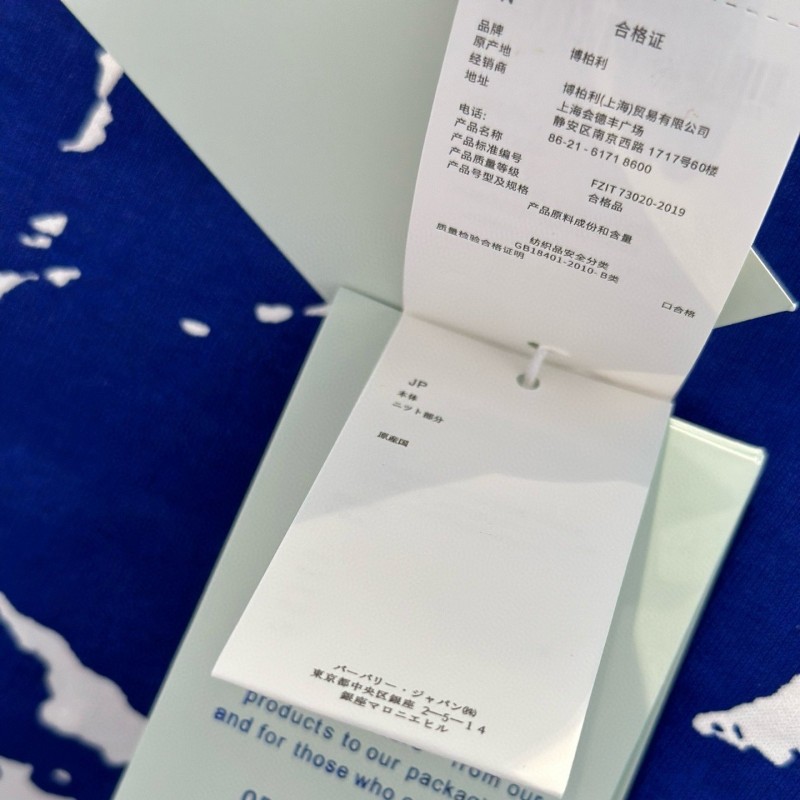 合格证
品牌 博柏利
原产地
经销商 博柏利(上海)贸易有限公司
地址 上海会德丰广场
静安区南京西路 1717号60楼
电话: 86-21-6171 8600
产品名称
产品标准编号 FZ/T 73020-2019
产品质量等级 合格品
产品号型及规格
产品原料成份和含量
纺织品安全分类
GB18401-2010- B类
质量检验合格证明
口合格
JP
本体
ニット部分
原産国
バーバリー・ジャパン㈱
東京都中央区銀座 2—5—14
銀座マロニエビル
products to our packaging from our
and for those who